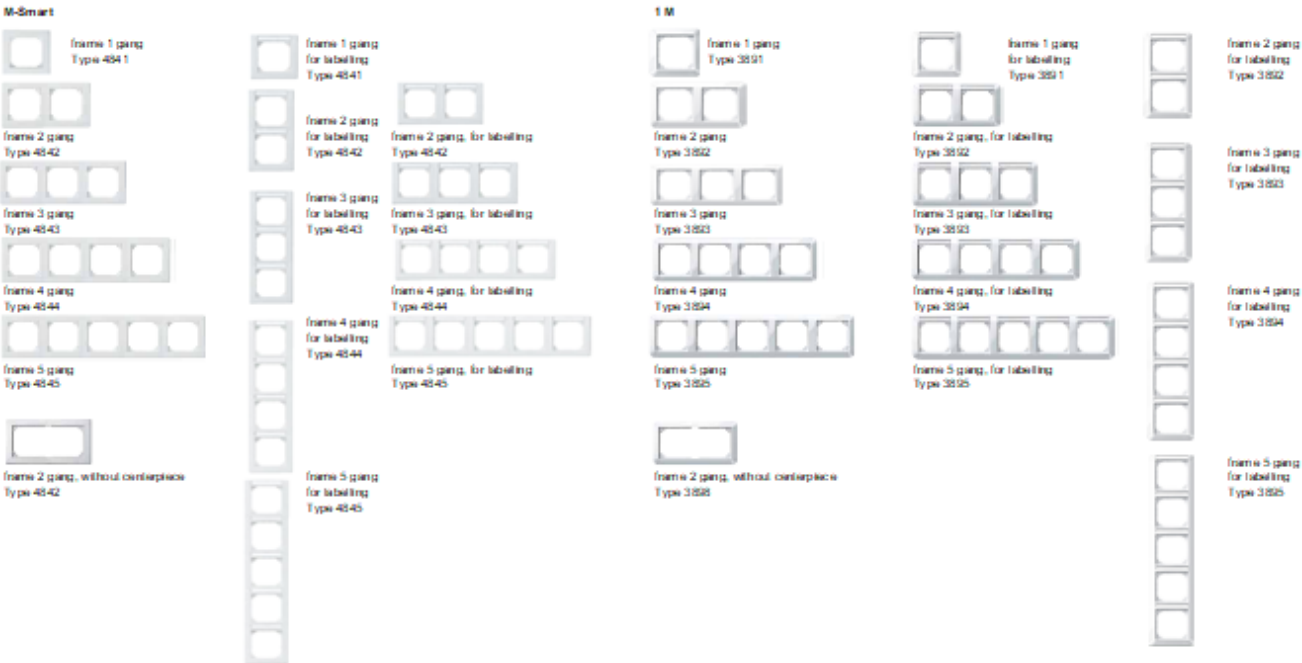 M-Smart
frame 1 gang
Type 4841
frame 2 gang
Type 4842
frame 3 gang
Type 4843
frame 4 gang
Type 4844
frame 5 gang
Type 4845
frame 2 gang, without centerpiece
Type 4842
frame 1 gang
for labelling
Type 4841
frame 2 gang
for labelling
Type 4842
frame 3 gang
for labelling
Type 4843
frame 4 gang
for labelling
Type 4844
frame 5 gang
for labelling
Type 4845
frame 2 gang, for labelling
Type 4842
frame 3 gang, for labelling
Type 4843
frame 4 gang, for labelling
Type 4844
frame 5 gang, for labelling
Type 4845
1 M
frame 1 gang
Type 3891
frame 2 gang
Type 3892
frame 3 gang
Type 3893
frame 4 gang
Type 3894
frame 5 gang
Type 3895
frame 2 gang, without centerpiece
Type 3898
frame 1 gang
for labelling
Type 3891
frame 2 gang, for labelling
Type 3892
frame 3 gang, for labelling
Type 3893
frame 4 gang, for labelling
Type 3894
frame 5 gang, for labelling
Type 3895
frame 2 gang
for labelling
Type 3892
frame 3 gang
for labelling
Type 3893
frame 4 gang
for labelling
Type 3894
frame 5 gang
for labelling
Type 3895